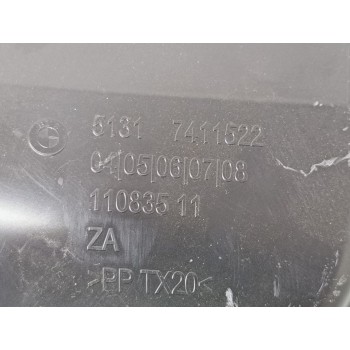 5131 7411522
04|05|06|07|08
110835 11
ZA
>PP TX20<